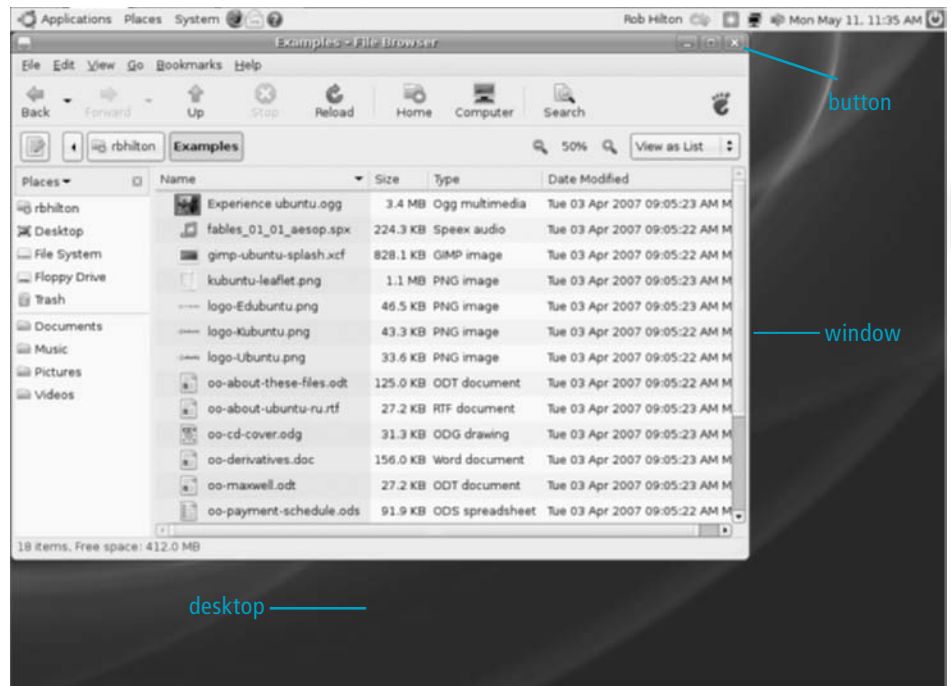 Applications Places System Rob Hilton Mon May 11, 11:35 AM
Examples - File Browser
File Edit View Go Bookmarks Help
button
Back Forward Up Stop Reload Home Computer Search
rbhilton Examples 50% View as List
Places Name Size Type Date Modified
rbhilton
Desktop
File System
Floppy Drive
Trash
Documents
Music
Pictures
Videos
Experience ubuntu.ogg 3.4 MB Ogg multimedia Tue 03 Apr 2007 09:05:23 AM M
fables_01_01_aesop.spx 224.3 KB Speex audio Tue 03 Apr 2007 09:05:22 AM M
gimp-ubuntu-splash.xcf 828.1 KB GIMP image Tue 03 Apr 2007 09:05:23 AM M
kubuntu-leaflet.png 1.1 MB PNG image Tue 03 Apr 2007 09:05:22 AM M
logo-Edubuntu.png 46.5 KB PNG image Tue 03 Apr 2007 09:05:23 AM M
logo-Kubuntu.png 43.3 KB PNG image Tue 03 Apr 2007 09:05:22 AM M
logo-Ubuntu.png 33.6 KB PNG image Tue 03 Apr 2007 09:05:22 AM M
oo-about-these-files.odt 125.0 KB ODT document Tue 03 Apr 2007 09:05:22 AM M
oo-about-ubuntu-ru.rtf 27.2 KB RTF document Tue 03 Apr 2007 09:05:23 AM M
oo-cd-cover.odg 31.3 KB ODG drawing Tue 03 Apr 2007 09:05:23 AM M
oo-derivatives.doc 156.0 KB Word document Tue 03 Apr 2007 09:05:23 AM M
oo-maxwell.odt 27.2 KB ODT document Tue 03 Apr 2007 09:05:23 AM M
oo-payment-schedule.ods 91.9 KB ODS spreadsheet Tue 03 Apr 2007 09:05:22 AM M
window
18 items, Free space: 412.0 MB
desktop